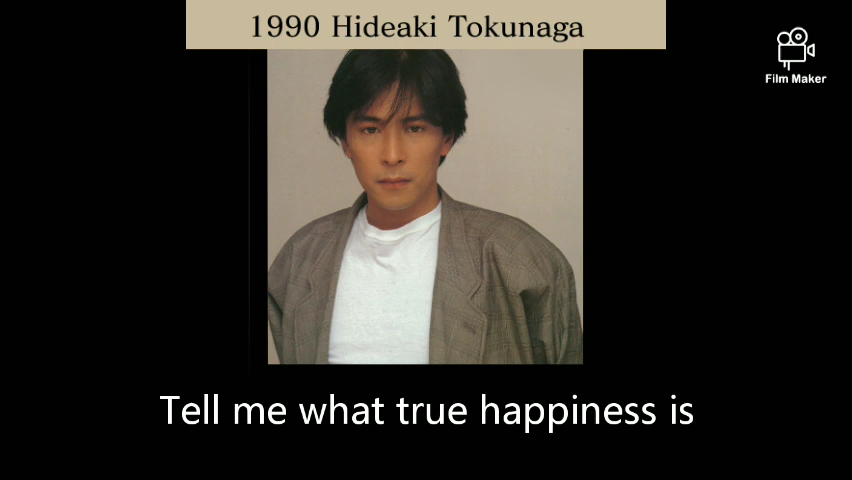 1990 Hideaki Tokunaga
Film Maker
Tell me what true happiness is